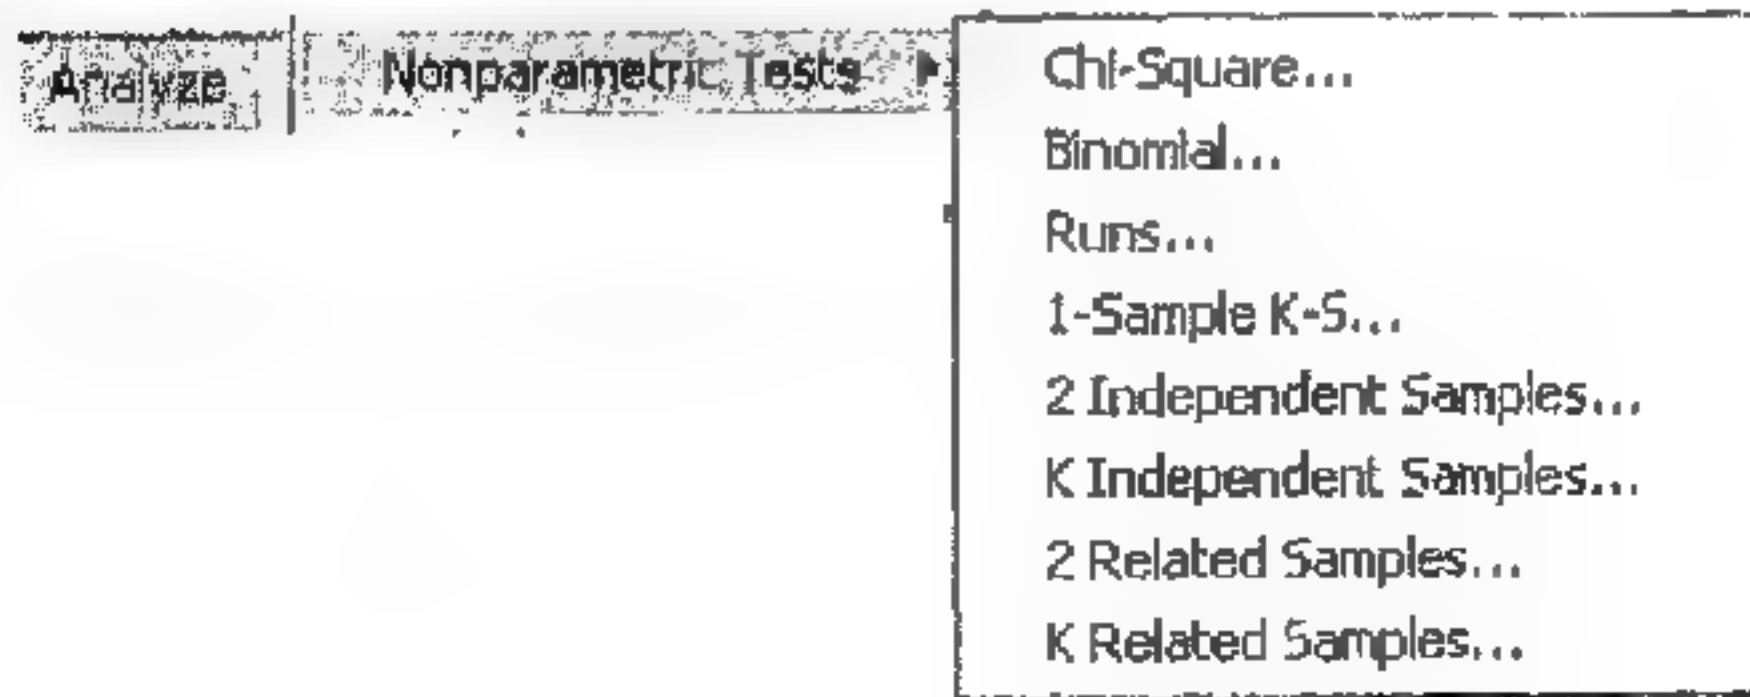 Analyze
Nonparametric Tests
Chi-Square...
Binomial...
Runs...
1-Sample K-S...
2 Independent Samples...
K Independent Samples...
2 Related Samples...
K Related Samples...